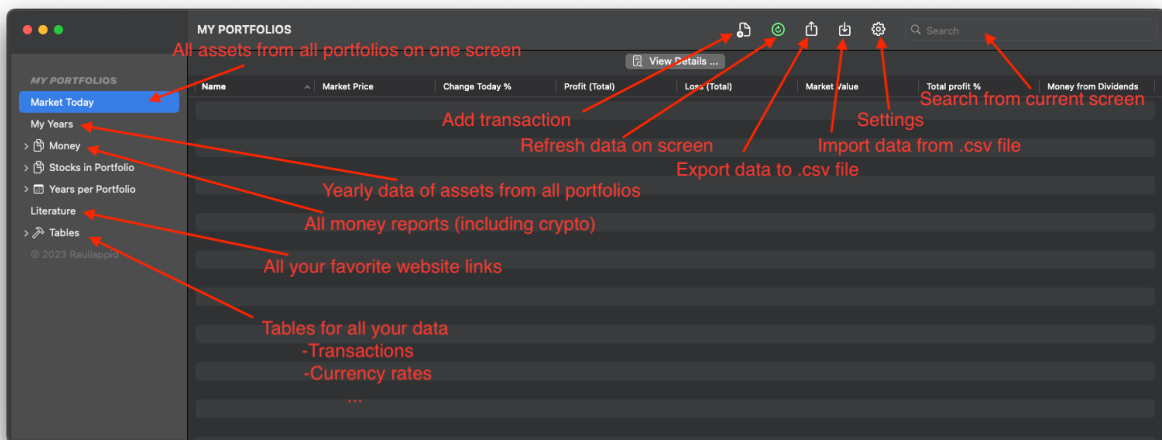 MY PORTFOLIOS
Search
All assets from all portfolios on one screen
View Details ...
MY PORTFOLIOS
Market Today
My Years
Money
Stocks in Portfolio
Years per Portfolio
Literature
Tables
© 2023 Rauliappid
Name
Market Price
Change Today %
Profit (Total)
Loss (Total)
Market Value
Total profit %
Money from Dividends
Search from current screen
Add transaction
Settings
Refresh data on screen
Import data from .csv file
Export data to .csv file
Yearly data of assets from all portfolios
All money reports (including crypto)
All your favorite website links
Tables for all your data
-Transactions
-Currency rates
...